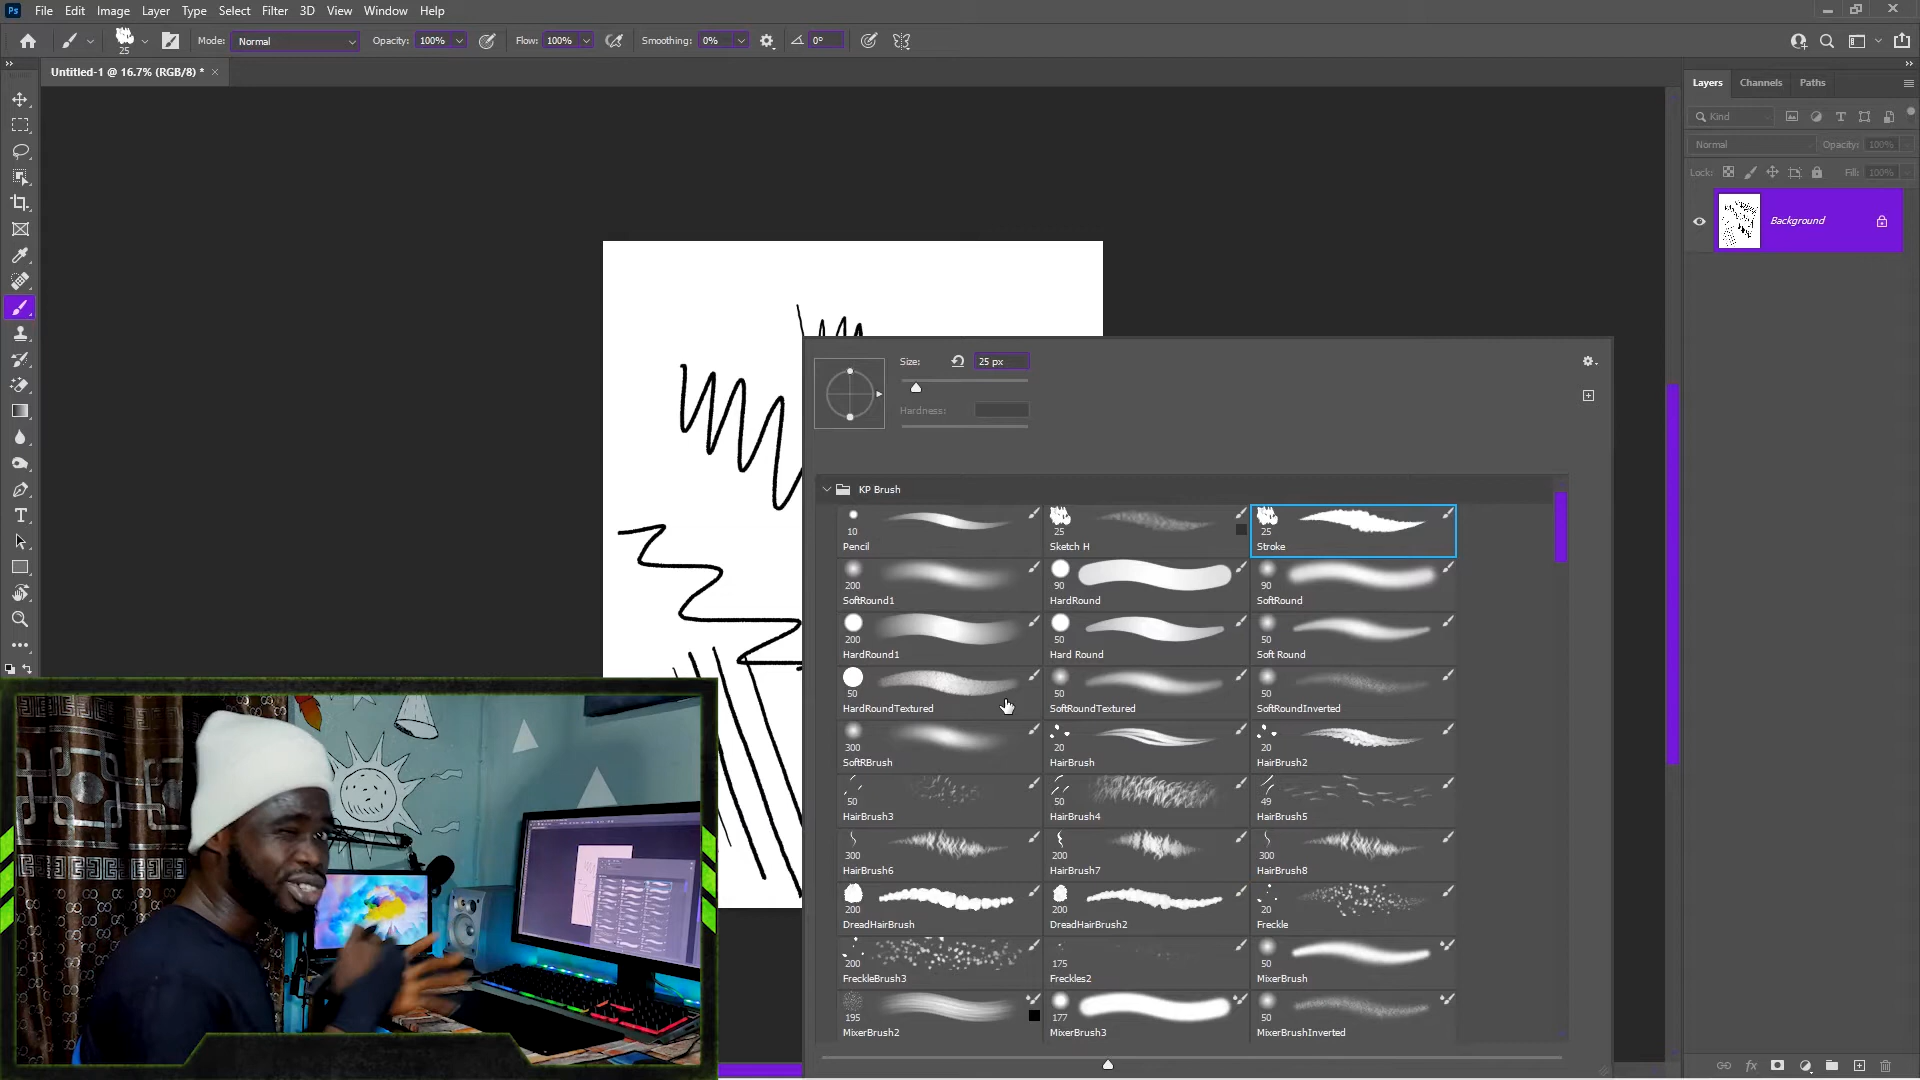 Ps File Edit Image Layer Type Select Filter 3D View Window Help
25 Mode: Normal Opacity: 100% Flow: 100% Smoothing: 0% 0°
Untitled-1 @ 16.7% (RGB/8) * ×
Layers Channels Paths
Kind
Normal Opacity: 100%
Lock: Fill: 100%
Background
Size: 25 px
Hardness:
KP Brush
10 25 25
Pencil Sketch H Stroke
200 90 90
SoftRound1 HardRound SoftRound
200 50 50
HardRound1 Hard Round Soft Round
50 50 50
HardRoundTextured SoftRoundTextured SoftRoundInverted
300 20 20
SoftRBrush HairBrush HairBrush2
50 50 49
HairBrush3 HairBrush4 HairBrush5
300 200 300
HairBrush6 HairBrush7 HairBrush8
200 200 20
DreadHairBrush DreadHairBrush2 Freckle
200 175 50
FreckleBrush3 Freckles2 MixerBrush
195 177 50
MixerBrush2 MixerBrush3 MixerBrushInverted
fx